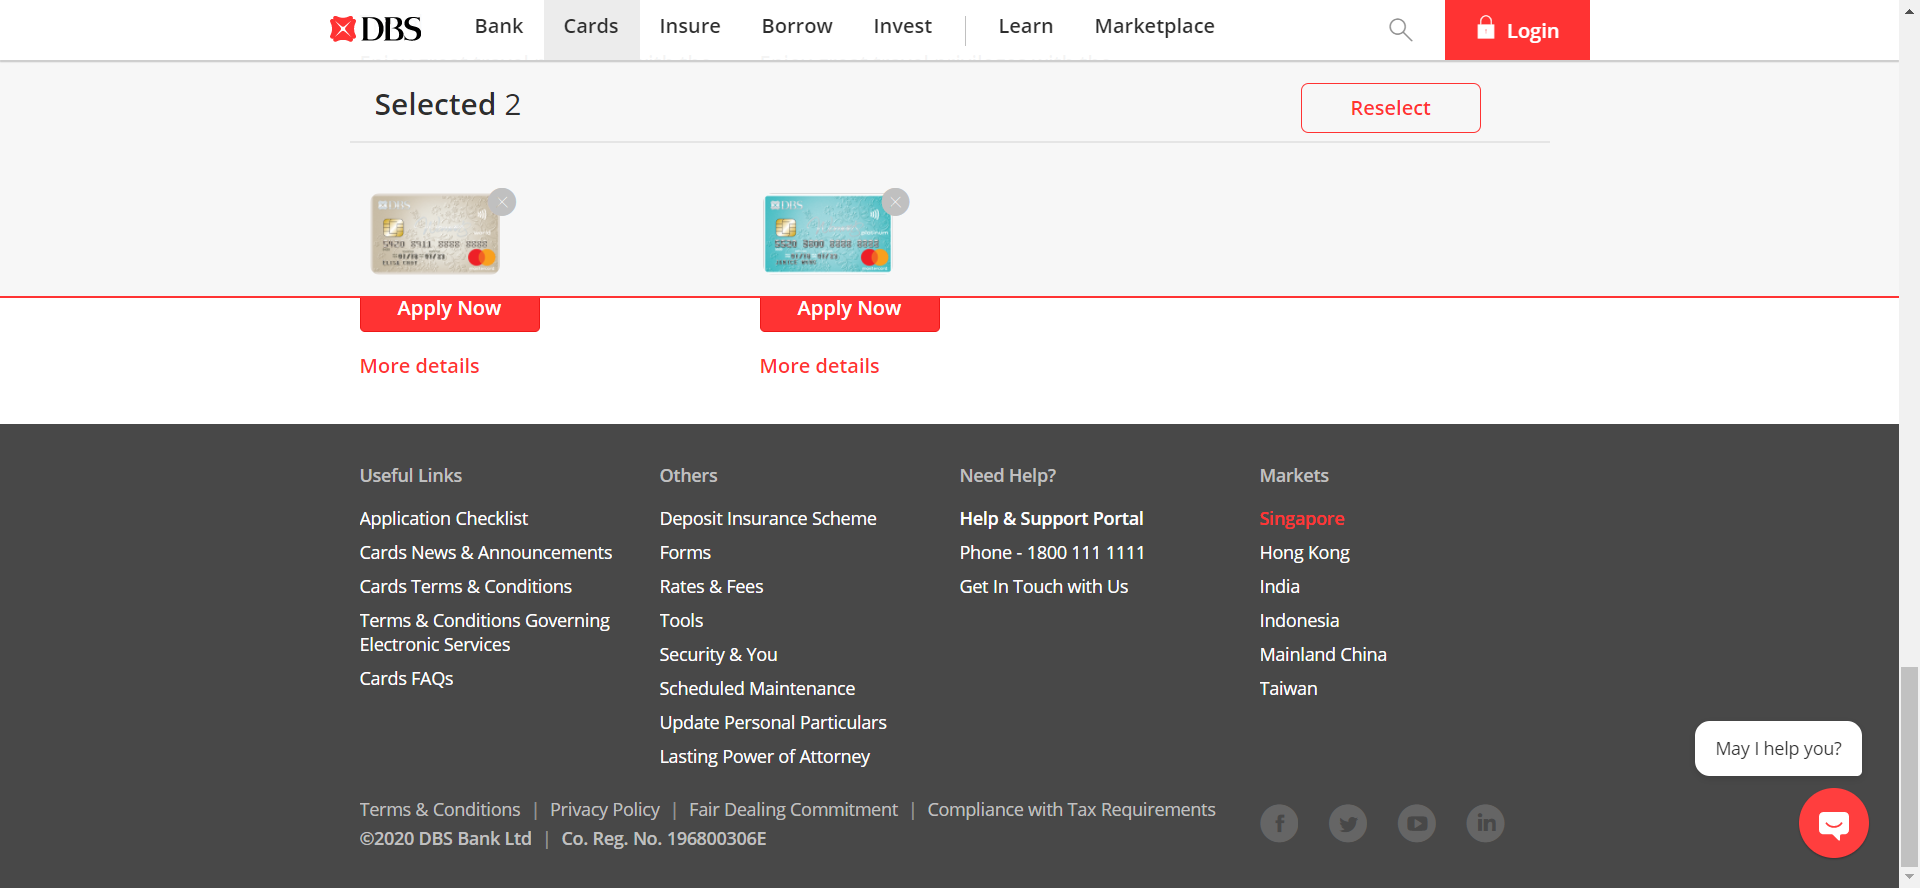 DBS
Bank
Cards
Insure
Borrow
Invest
Learn
Marketplace
Login
Selected 2
Reselect
DBS
DBS
Apply Now
Apply Now
More details
More details
Useful Links
Application Checklist
Cards News & Announcements
Cards Terms & Conditions
Terms & Conditions Governing
Electronic Services
Cards FAQs
Others
Deposit Insurance Scheme
Forms
Rates & Fees
Tools
Security & You
Scheduled Maintenance
Update Personal Particulars
Lasting Power of Attorney
Need Help?
Help & Support Portal
Phone - 1800 111 1111
Get In Touch with Us
Markets
Singapore
Hong Kong
India
Indonesia
Mainland China
Taiwan
May I help you?
Terms & Conditions | Privacy Policy | Fair Dealing Commitment | Compliance with Tax Requirements
©2020 DBS Bank Ltd | Co. Reg. No. 196800306E